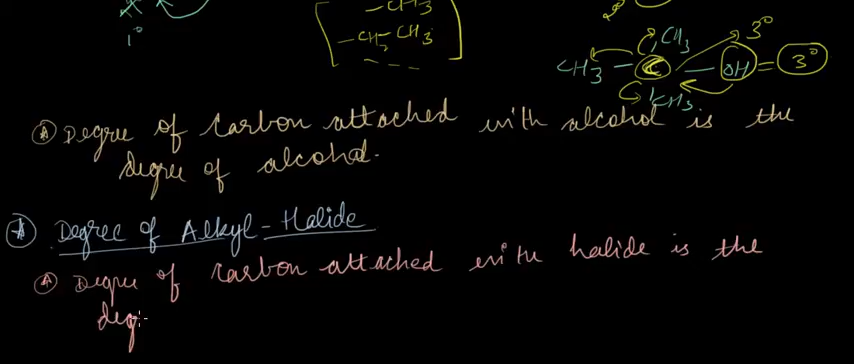 -CH3
1°
-CH2-CH3
CH3 3°
CH3 - C - OH = 3°
CH3
Degree of carbon attached with alcohol is the
degree of alcohol.
Degree of Alkyl-Halide
Degree of carbon attached with halide is the
deg